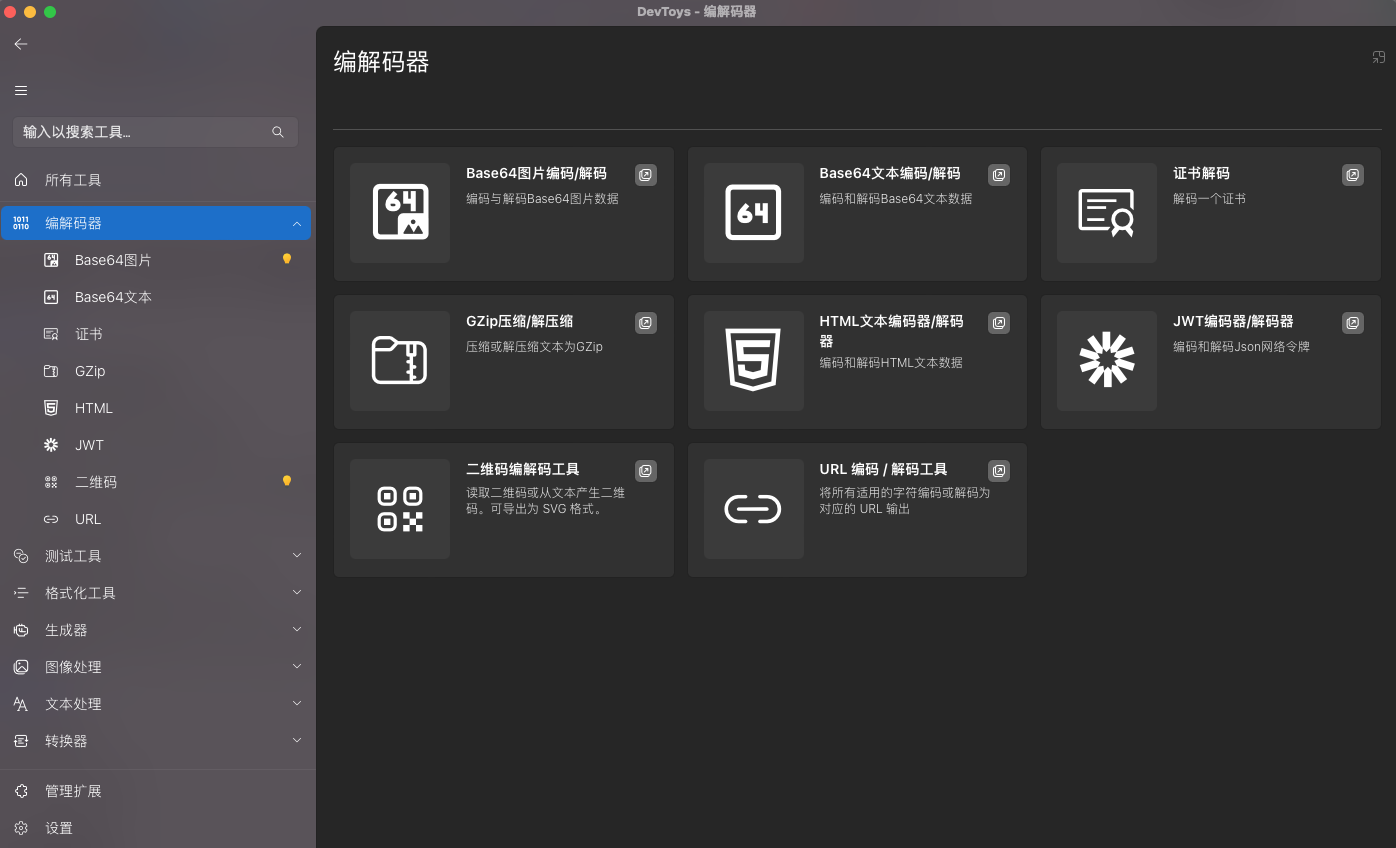 DevToys - 编解码器
输入以搜索工具...
所有工具
1011
0110
编解码器
Base64图片
Base64文本
证书
GZip
HTML
JWT
二维码
URL
测试工具
格式化工具
生成器
图像处理
文本处理
转换器
管理扩展
设置
编解码器
64
Base64图片编码/解码
编码与解码Base64图片数据
64
Base64文本编码/解码
编码和解码Base64文本数据
证书解码
解码一个证书
GZip压缩/解压缩
压缩或解压缩文本为GZip
5
HTML文本编码器/解码
器
编码和解码HTML文本数据
JWT编码器/解码器
编码和解码Json网络令牌
二维码编解码工具
读取二维码或从文本产生二维
码。可导出为 SVG 格式。
URL 编码 / 解码工具
将所有适用的字符编码或解码为
对应的 URL 输出